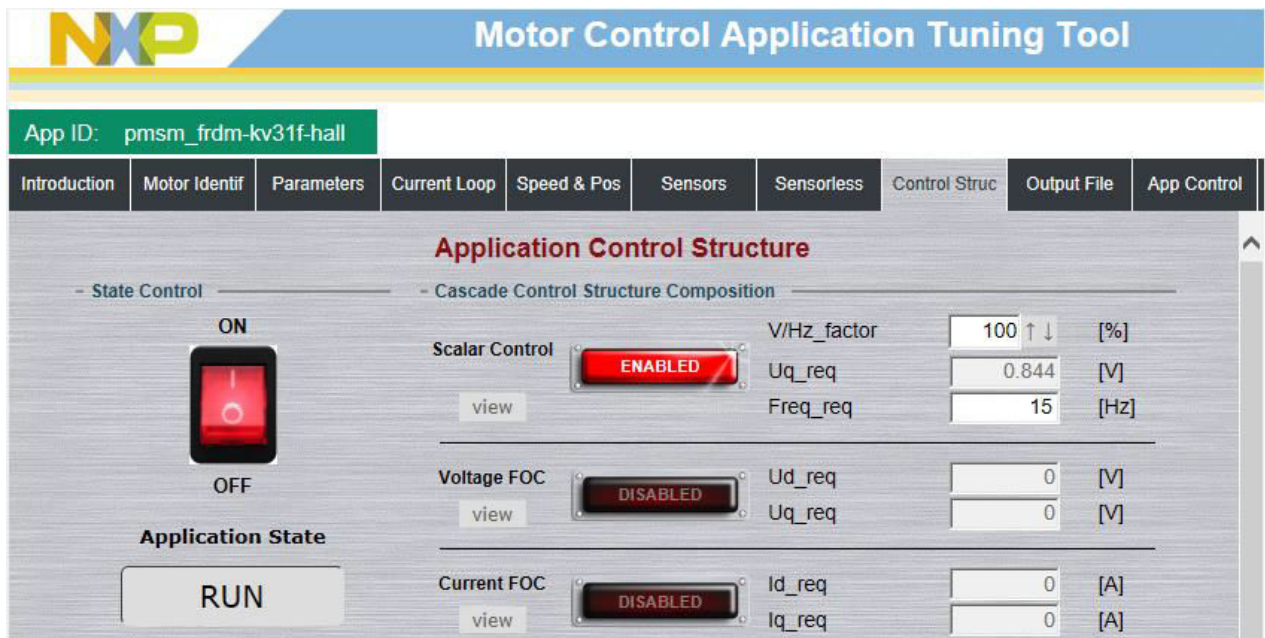 NXP
Motor Control Application Tuning Tool
App ID: pmsm_frdm-kv31f-hall
Introduction Motor Identif Parameters Current Loop Speed & Pos Sensors Sensorless Control Struc Output File App Control
Application Control Structure
- State Control - Cascade Control Structure Composition
ON
Scalar Control
ENABLED
view
V/Hz_factor 100 ↑↓ [%]
Uq_req 0.844 [V]
Freq_req 15 [Hz]
OFF
Voltage FOC
DISABLED
view
Ud_req 0 [V]
Uq_req 0 [V]
Application State
RUN
Current FOC
DISABLED
view
Id_req 0 [A]
Iq_req 0 [A]